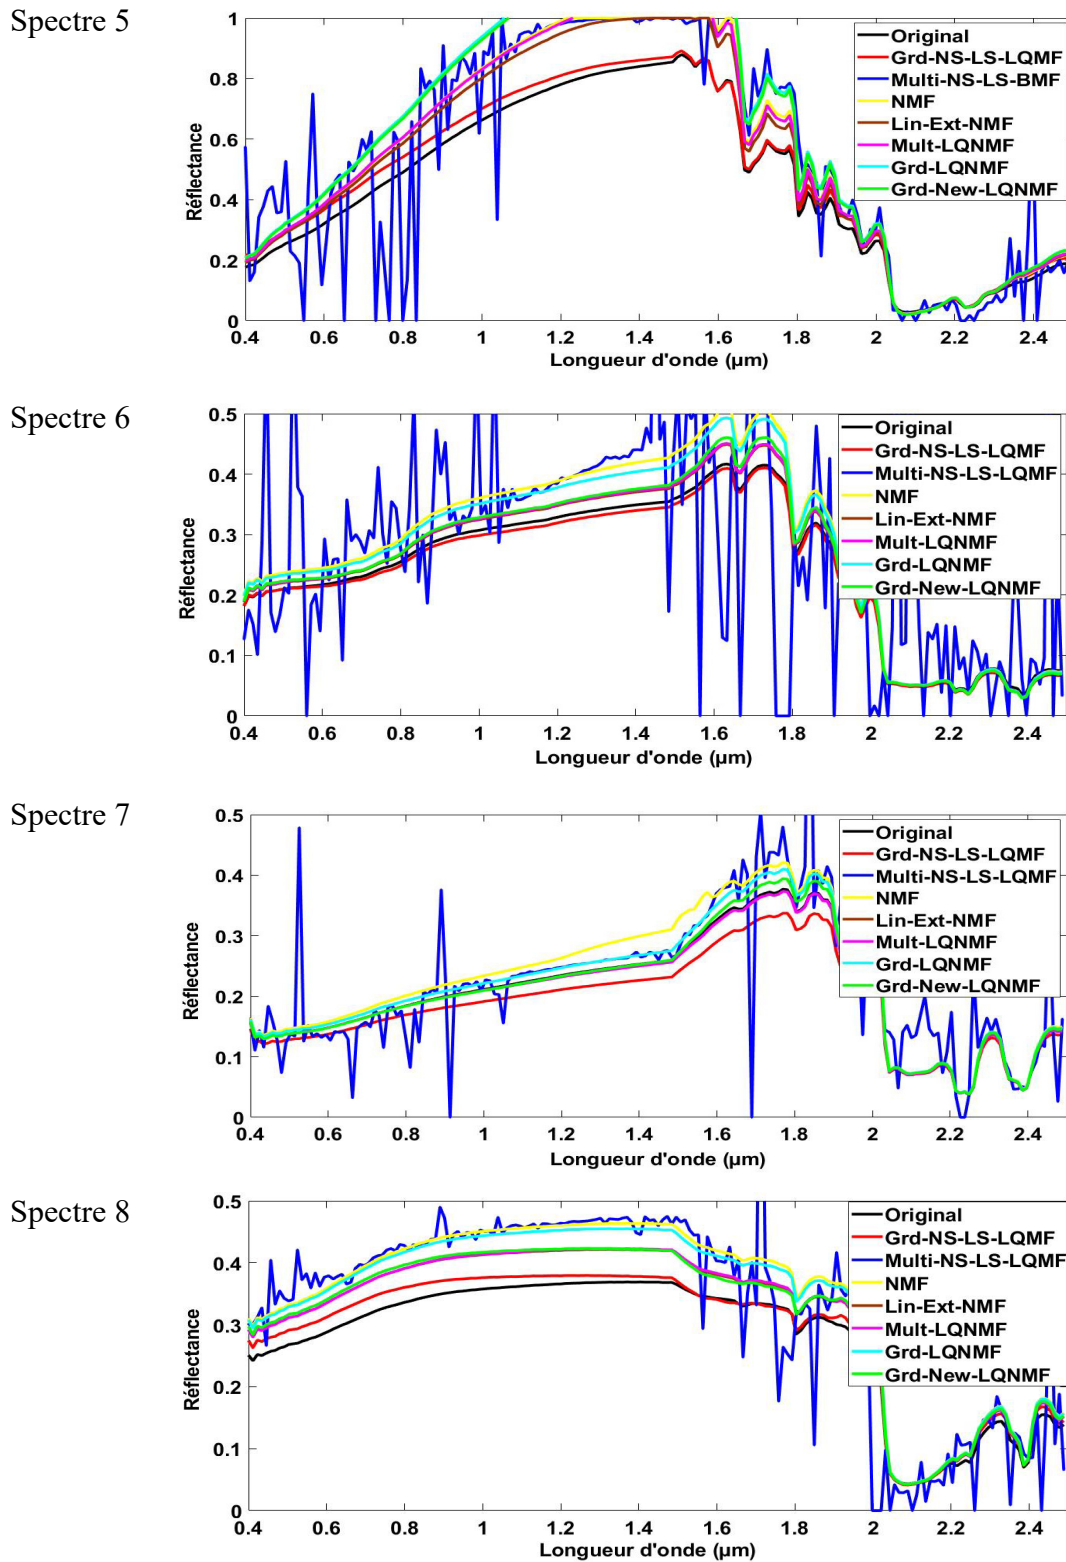 Spectre 5
1
0.8
0.6
0.4
0.2
0
Réflectance
0.4 0.6 0.8 1 1.2 1.4 1.6 1.8 2 2.2 2.4
Longueur d'onde (µm)
Original
Grd-NS-LS-LQMF
Multi-NS-LS-BMF
NMF
Lin-Ext-NMF
Mult-LQNMF
Grd-LQNMF
Grd-New-LQNMF
Spectre 6
0.5
0.4
0.3
0.2
0.1
0
Réflectance
0.4 0.6 0.8 1 1.2 1.4 1.6 1.8 2 2.2 2.4
Longueur d'onde (µm)
Original
Grd-NS-LS-LQMF
Multi-NS-LS-LQMF
NMF
Lin-Ext-NMF
Mult-LQNMF
Grd-LQNMF
Grd-New-LQNMF
Spectre 7
0.5
0.4
0.3
0.2
0.1
0
Réflectance
0.4 0.6 0.8 1 1.2 1.4 1.6 1.8 2 2.2 2.4
Longueur d'onde (µm)
Original
Grd-NS-LS-LQMF
Multi-NS-LS-LQMF
NMF
Lin-Ext-NMF
Mult-LQNMF
Grd-LQNMF
Grd-New-LQNMF
Spectre 8
0.5
0.4
0.3
0.2
0.1
0
Réflectance
0.4 0.6 0.8 1 1.2 1.4 1.6 1.8 2 2.2 2.4
Longueur d'onde (µm)
Original
Grd-NS-LS-LQMF
Multi-NS-LS-LQMF
NMF
Lin-Ext-NMF
Mult-LQNMF
Grd-LQNMF
Grd-New-LQNMF